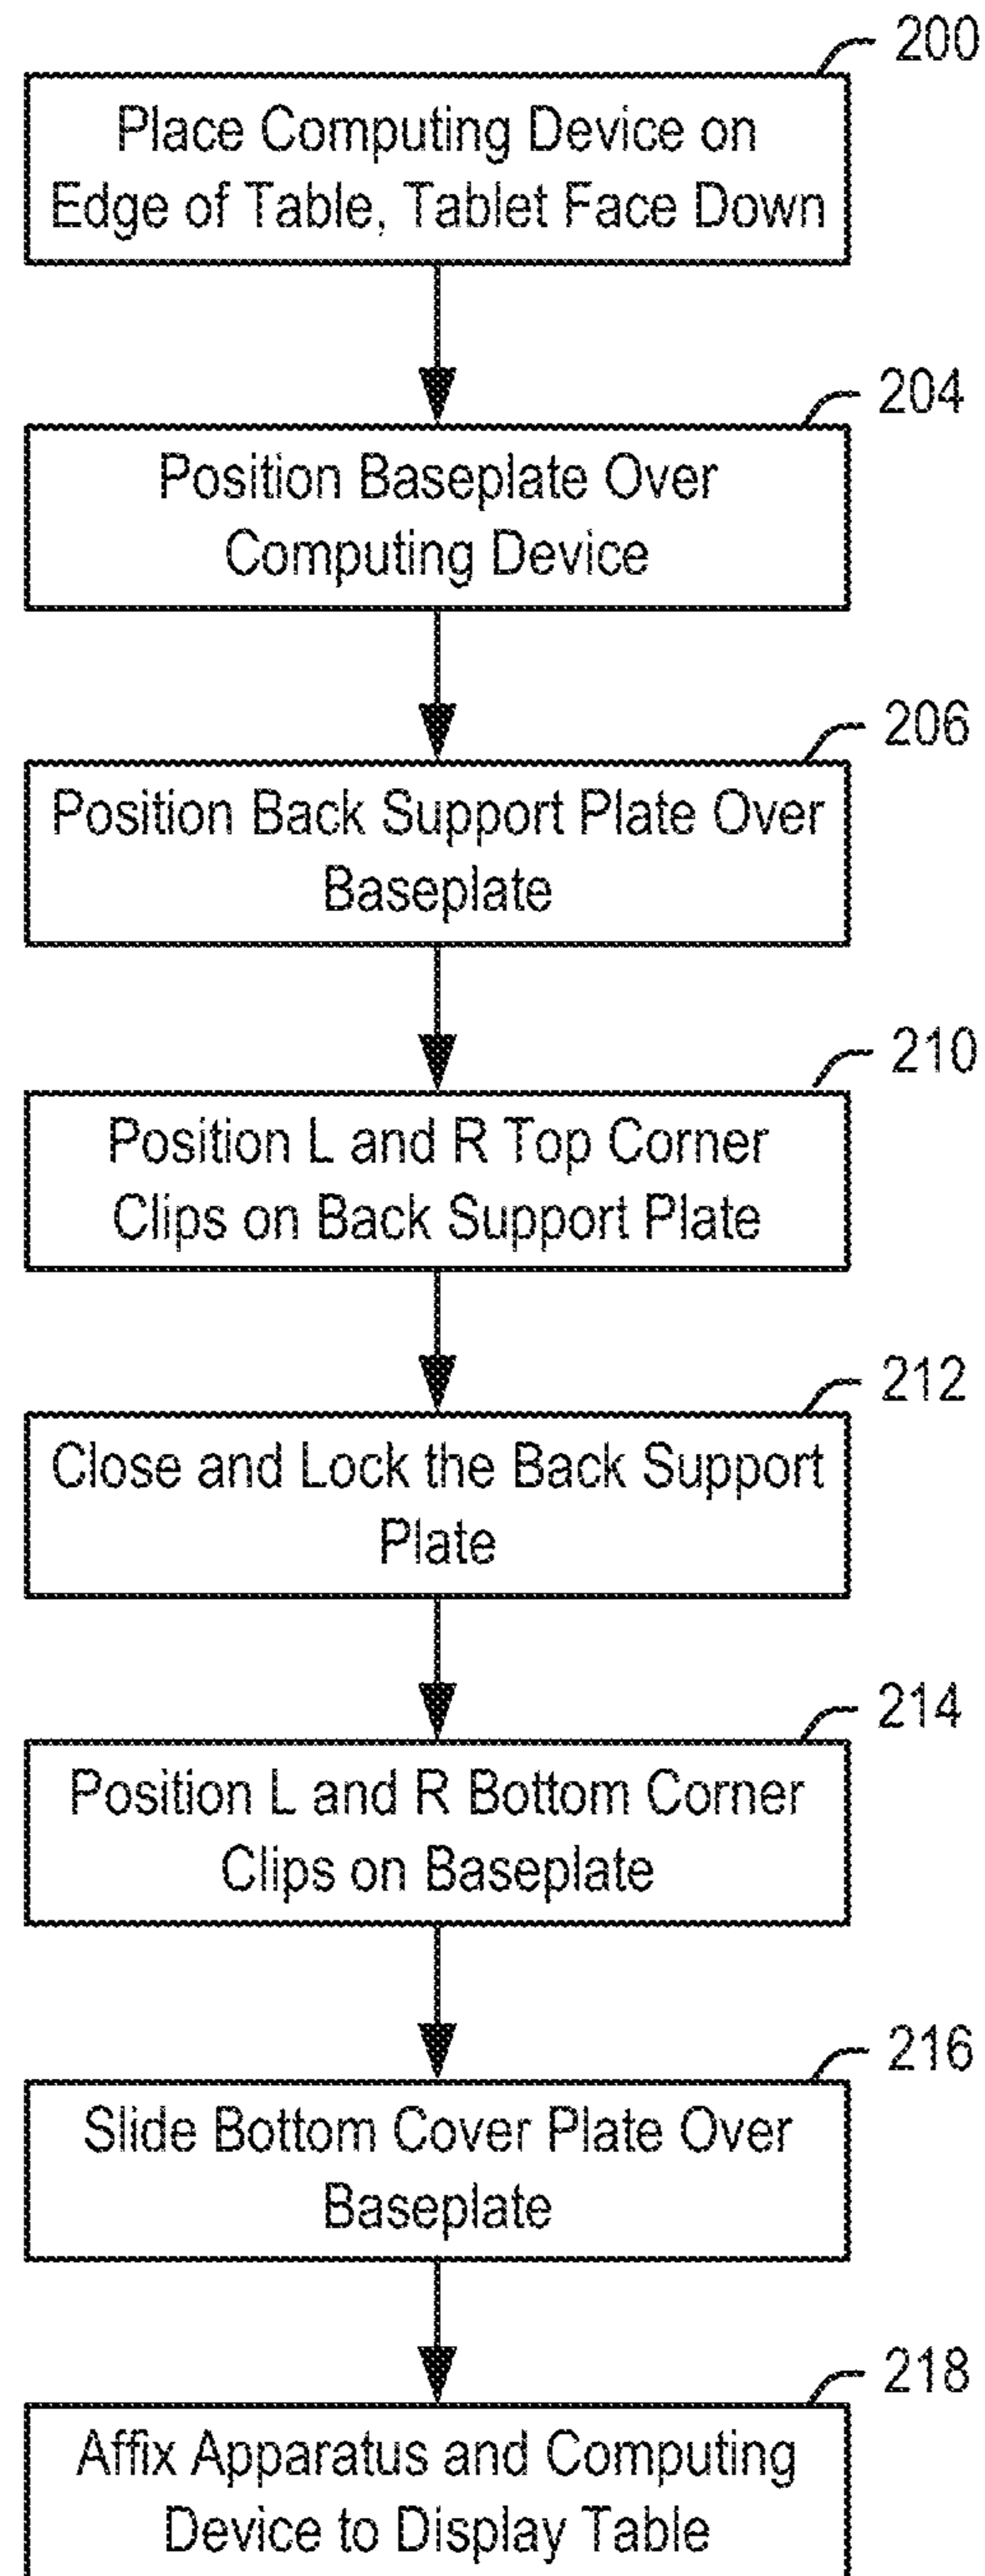 200
Place Computing Device on
Edge of Table, Tablet Face Down
204
Position Baseplate Over
Computing Device
206
Position Back Support Plate Over
Baseplate
210
Position L and R Top Corner
Clips on Back Support Plate
212
Close and Lock the Back Support
Plate
214
Position L and R Bottom Corner
Clips on Baseplate
216
Slide Bottom Cover Plate Over
Baseplate
218
Affix Apparatus and Computing
Device to Display Table